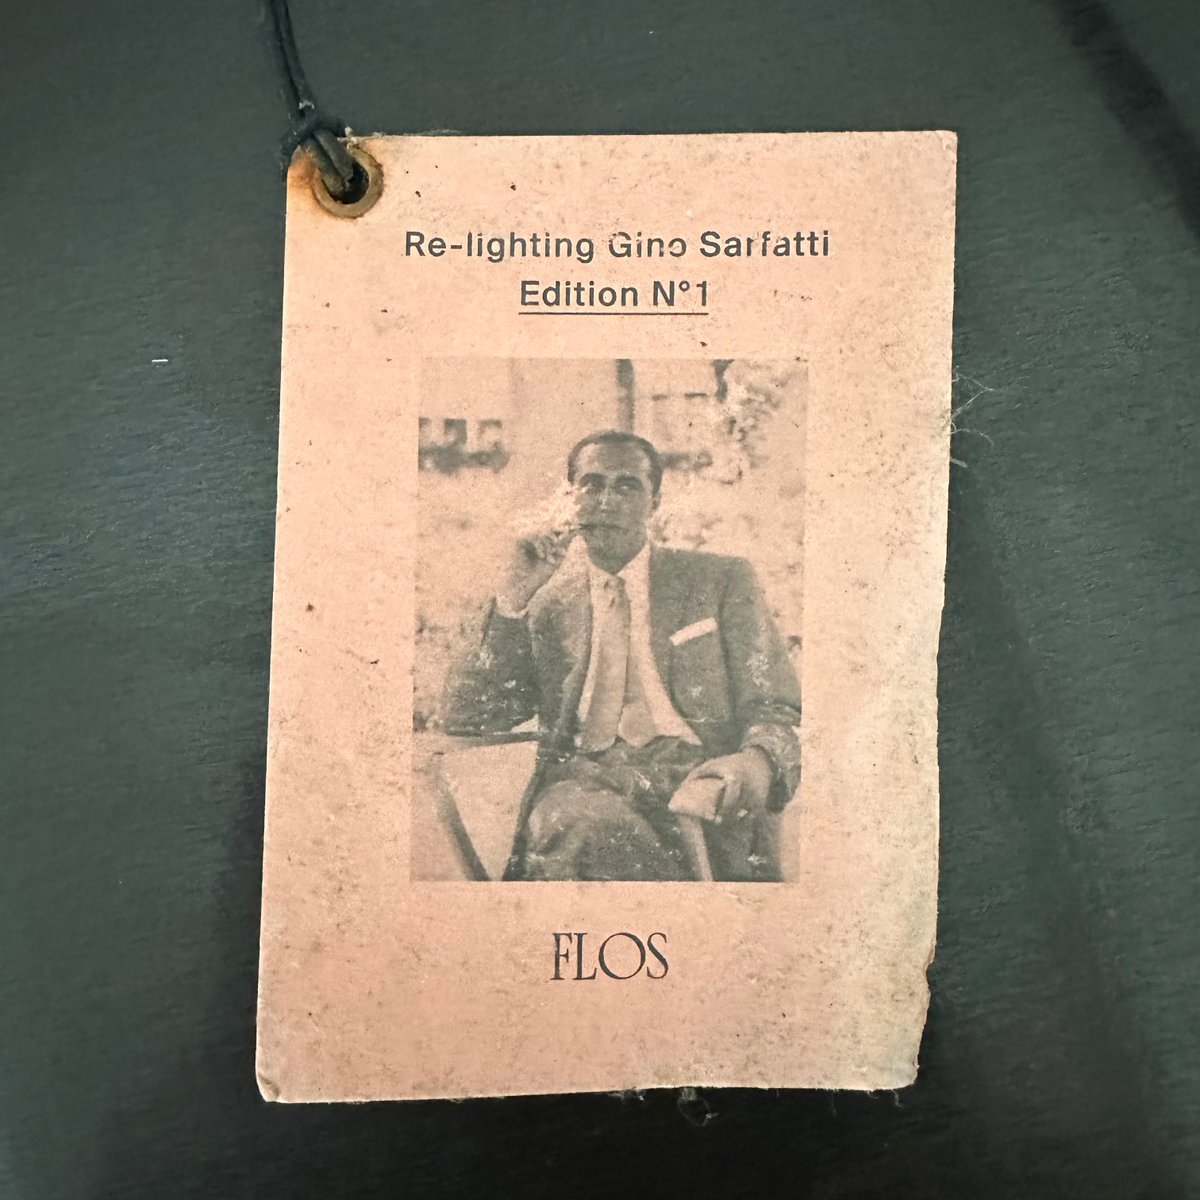 Re-lighting Gino Sarfatti
Edition N°1
FLOS